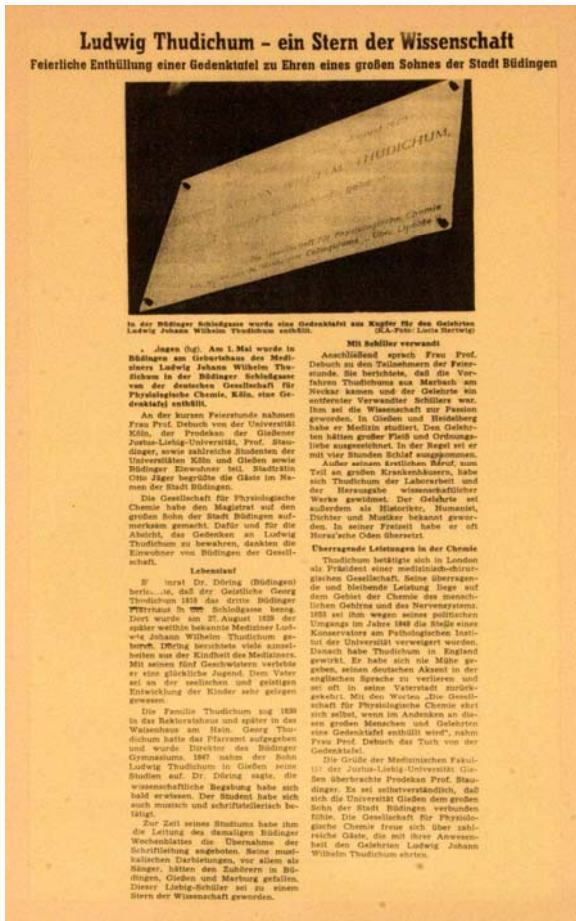 Ludwig Thudichum – ein Stern der Wissenschaft
Feierliche Enthüllung einer Gedenktafel zu Ehren eines großen Sohnes der Stadt Büdingen
WILHELM THUDICHUM,
Die Gesellschaft für Physiologische Chemie
In der Büdinger Schloßgasse wurde eine Gedenktafel aus Kupfer für den Gelehrten
Ludwig Johann Wilhelm Thudichum enthüllt. (KA-Foto: Lucia Hertwig)
dingen (hg). Am 1. Mai wurde in
Büdingen am Geburtshaus des Medi-
ziners Ludwig Johann Wilhelm Thu-
dichum in der Büdinger Schloßgasse
von der deutschen Gesellschaft für
Physiologische Chemie, Köln, eine Ge-
denktafel enthüllt.
An der kurzen Feierstunde nahmen
Frau Prof. Debuch von der Universität
Köln, der Prodekan der Gießener
Justus-Liebig-Universität, Prof. Stau-
dinger, sowie zahlreiche Studenten der
Universitäten Köln und Gießen sowie
Büdinger Einwohner teil. Stadträtin
Otto Jäger begrüßte die Gäste im Na-
men der Stadt Büdingen.
Die Gesellschaft für Physiologische
Chemie habe den Magistrat auf den
großen Sohn der Stadt Büdingen auf-
merksam gemacht. Dafür und für die
Absicht, das Gedenken an Ludwig
Thudichum zu bewahren, dankten die
Einwohner von Büdingen der Gesell-
schaft.
Lebenslauf
Dr. Döring (Büdingen)
daß der Geistliche Georg
Thudichum das dritte Büdinger
Pfarrhaus in der Schloßgasse bezog.
Dort wurde am 27. August 1829 der
später weithin bekannte Mediziner Lud-
wig Johann Wilhelm Thudichum ge-
boren. Döring berichtete viele Einzel-
heiten aus der Kindheit des Mediziners.
Mit seinen fünf Geschwistern verlebte
er eine glückliche Jugend. Dem Vater
sei an der seelischen und geistigen
Entwicklung der Kinder sehr gelegen
gewesen.
Die Familie Thudichum zog
in das Rektoratshaus und später in das
Waisenhaus am Hain. Georg Thu-
dichum hatte das Pfarramt aufgegeben
und wurde Direktor des Büdinger
Gymnasiums. 1847 nahm der Sohn
Ludwig Thudichum in Gießen seine
Studien auf. Dr. Döring sagte, die
wissenschaftliche Begabung habe sich
bald erwiesen. Der Student habe sich
auch musisch und schriftstellerisch be-
tätigt.
Zur Zeit seines Studiums habe ihm
die Leitung des damaligen Büdinger
Wochenblattes die Übernahme der
Schriftleitung angeboten. Seine musi-
kalischen Darbietungen, vor allem als
Sänger, hätten den Zuhörern in Bü-
dingen, Gießen und Marburg gefallen.
Dieser Liebig-Schüler sei zu einem
Stern der Wissenschaft geworden.
Mit Schiller verwandt
Anschließend sprach Frau Prof.
Debuch zu den Teilnehmern der Feier-
stunde. Sie berichtete, daß die Vor-
fahren Thudichums aus Marbach am
Neckar kamen und der Gelehrte ein
entfernter Verwandter Schillers war.
Ihm sei die Wissenschaft zur Passion
geworden. In Gießen und Heidelberg
habe er Medizin studiert. Den Gelehr-
ten hätten großer Fleiß und Ordnungs-
liebe ausgezeichnet. In der Regel sei er
mit vier Stunden Schlaf ausgekommen.
Außer seinem ärztlichen Beruf, zum
Teil an großen Krankenhäusern, habe
sich Thudichum der Laborarbeit und
der Herausgabe wissenschaftlicher
Werke gewidmet. Der Gelehrte sei
außerdem als Historiker, Humanist,
Dichter und Musiker bekannt gewor-
den. In seiner Freizeit habe er oft
Horaz'sche Oden übersetzt.
Überragende Leistungen in der Chemie
Thudichum betätigte sich in London
als Präsident einer medizinisch-chirur-
gischen Gesellschaft. Seine überragen-
de und bleibende Leistung liege auf
dem Gebiet der Chemie des mensch-
lichen Gehirns und des Nervensystems.
1853 sei ihm wegen seines politischen
Umgangs im Jahre 1848 die Stelle eines
Konservators am Pathologischen Insti-
tut der Universität verweigert worden.
Danach habe Thudichum in England
gewirkt. Er habe sich nie Mühe ge-
geben, seinen deutschen Akzent in der
englischen Sprache zu verlieren und
sei oft in seine Vaterstadt zurück-
gekehrt. Mit den Worten „Die Gesell-
schaft für Physiologische Chemie ehrt
sich selbst, wenn im Andenken an die-
sen großen Menschen und Gelehrten
eine Gedenktafel enthüllt wird“, nahm
Frau Prof. Debuch das Tuch von der
Gedenktafel.
Die Grüße der Medizinischen Fakul-
tät der Justus-Liebig-Universität Gie-
ßen überbrachte Prodekan Prof. Stau-
dinger. Es sei selbstverständlich, daß
sich die Universität Gießen dem großen
Sohn der Stadt Büdingen verbunden
fühle. Die Gesellschaft für Physiolo-
gische Chemie freue sich über zahl-
reiche Gäste, die mit ihrer Anwesen-
heit den Gelehrten Ludwig Johann
Wilhelm Thudichum ehrten.